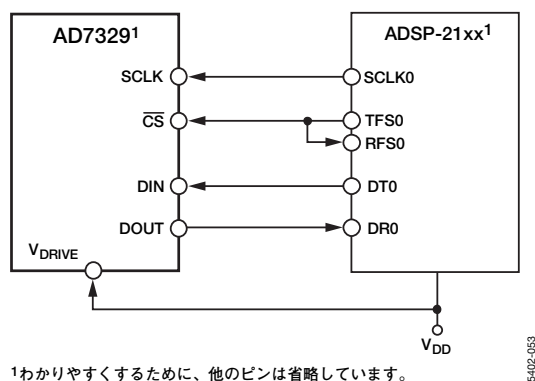 AD7329¹
ADSP-21xx¹
SCLK
SCLK0
CS
TFS0
RFS0
DIN
DT0
DOUT
DR0
VDRIVE
VDD
¹わかりやすくするために、他のピンは省略しています。
5402-053